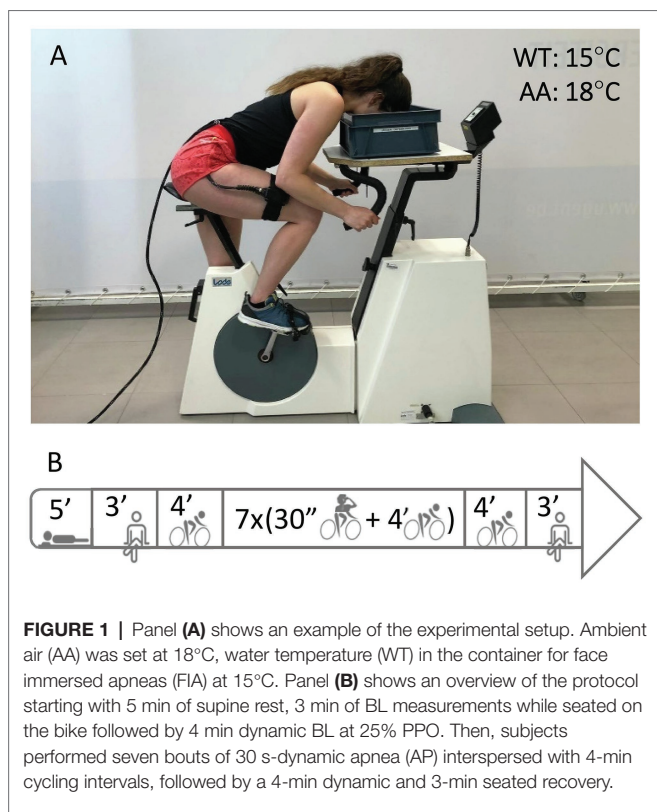 A
WT: 15°C
AA: 18°C
Lode
B
5’ 3’ 4’ 7x(30” + 4’ ) 4’ 3’
FIGURE 1 | Panel (A) shows an example of the experimental setup. Ambient
air (AA) was set at 18°C, water temperature (WT) in the container for face
immersed apneas (FIA) at 15°C. Panel (B) shows an overview of the protocol
starting with 5 min of supine rest, 3 min of BL measurements while seated on
the bike followed by 4 min dynamic BL at 25% PPO. Then, subjects
performed seven bouts of 30 s-dynamic apnea (AP) interspersed with 4-min
cycling intervals, followed by a 4-min dynamic and 3-min seated recovery.